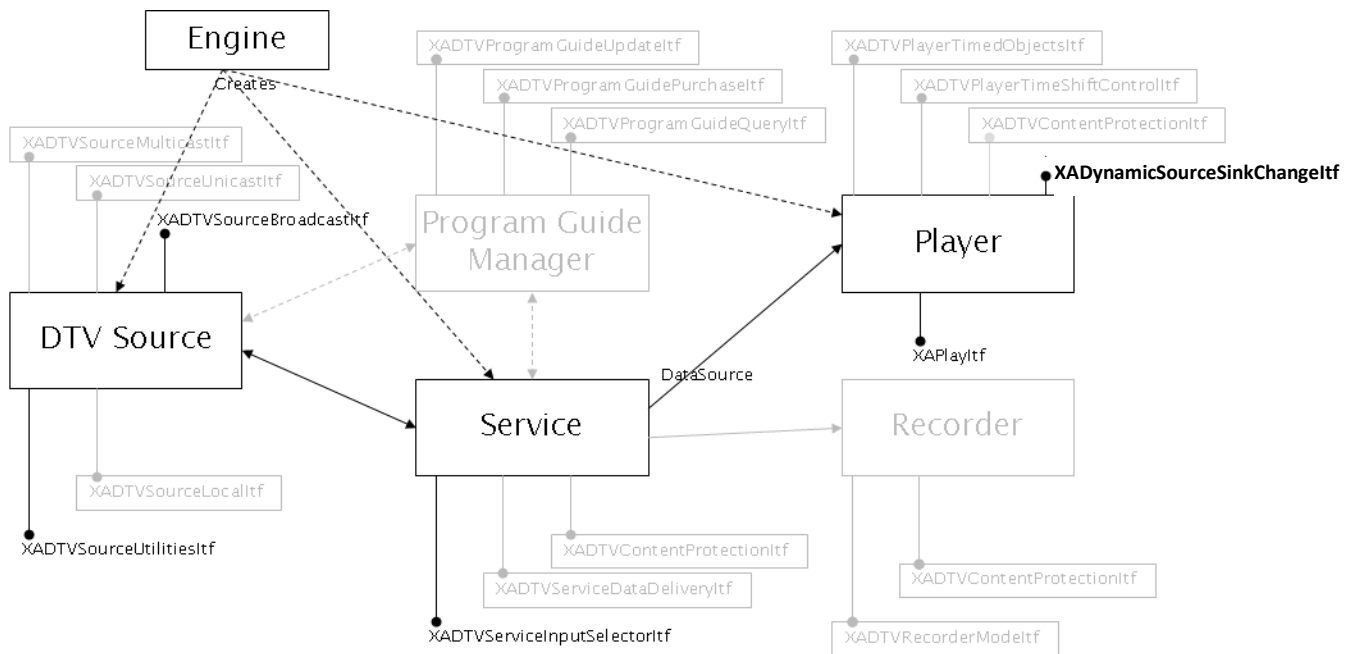 Engine
Creates
XADTVProgramGuideUpdateItf
XADTVProgramGuidePurchaseItf
XADTVProgramGuideQueryItf
XADTVPlayerTimedObjectsItf
XADTVPlayerTimeShiftControlItf
XADTVContentProtectionItf
XADynamicSourceSinkChangeItf
XADTVSourceMulticastItf
XADTVSourceUnicastItf
XADTVSourceBroadcastItf
Program Guide
Manager
Player
DTV Source
XAPlayItf
DataSource
Service
Recorder
XADTVSourceLocalItf
XADTVSourceUtilitiesItf
XADTVContentProtectionItf
XADTVServiceDataDeliveryItf
XADTVServiceInputSelectorItf
XADTVContentProtectionItf
XADTVRecorderModeItf